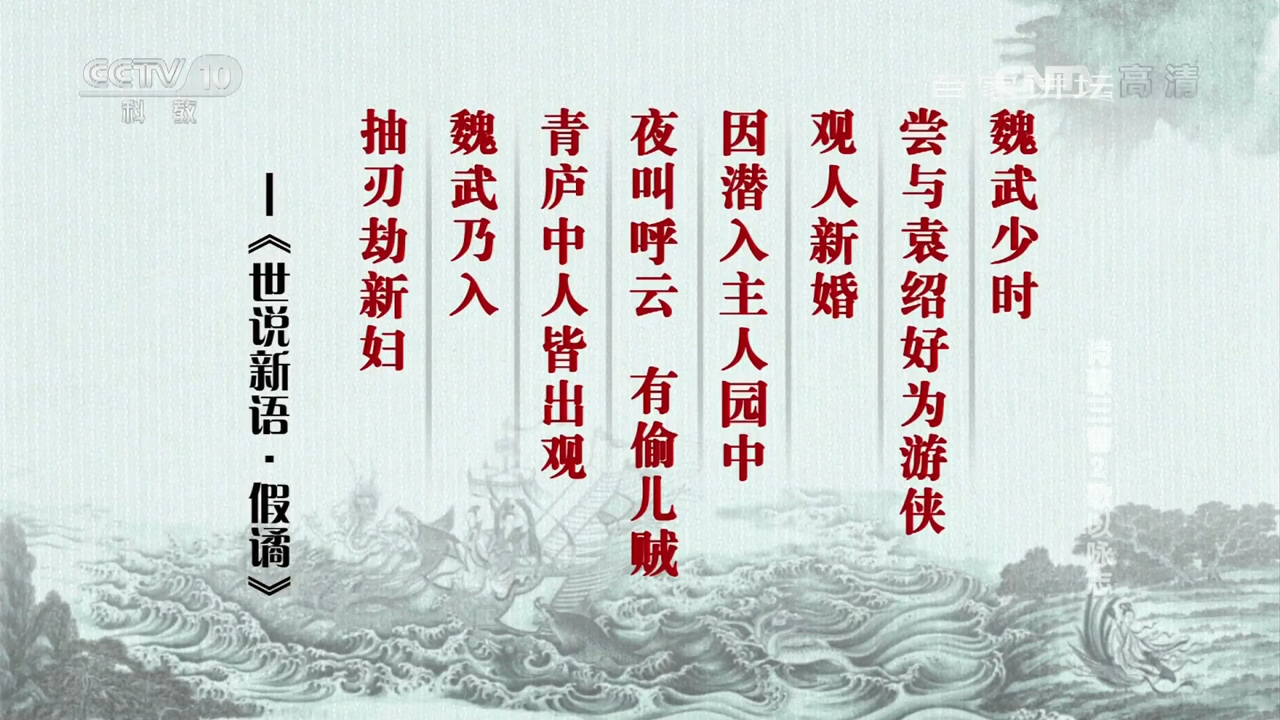 CCTV 10
科教
百家讲坛 高清
魏武少时
尝与袁绍好为游侠
观人新婚
因潜入主人园中
夜叫呼云 有偷儿贼
青庐中人皆出观
魏武乃入
抽刃劫新妇
—《世说新语·假谲》